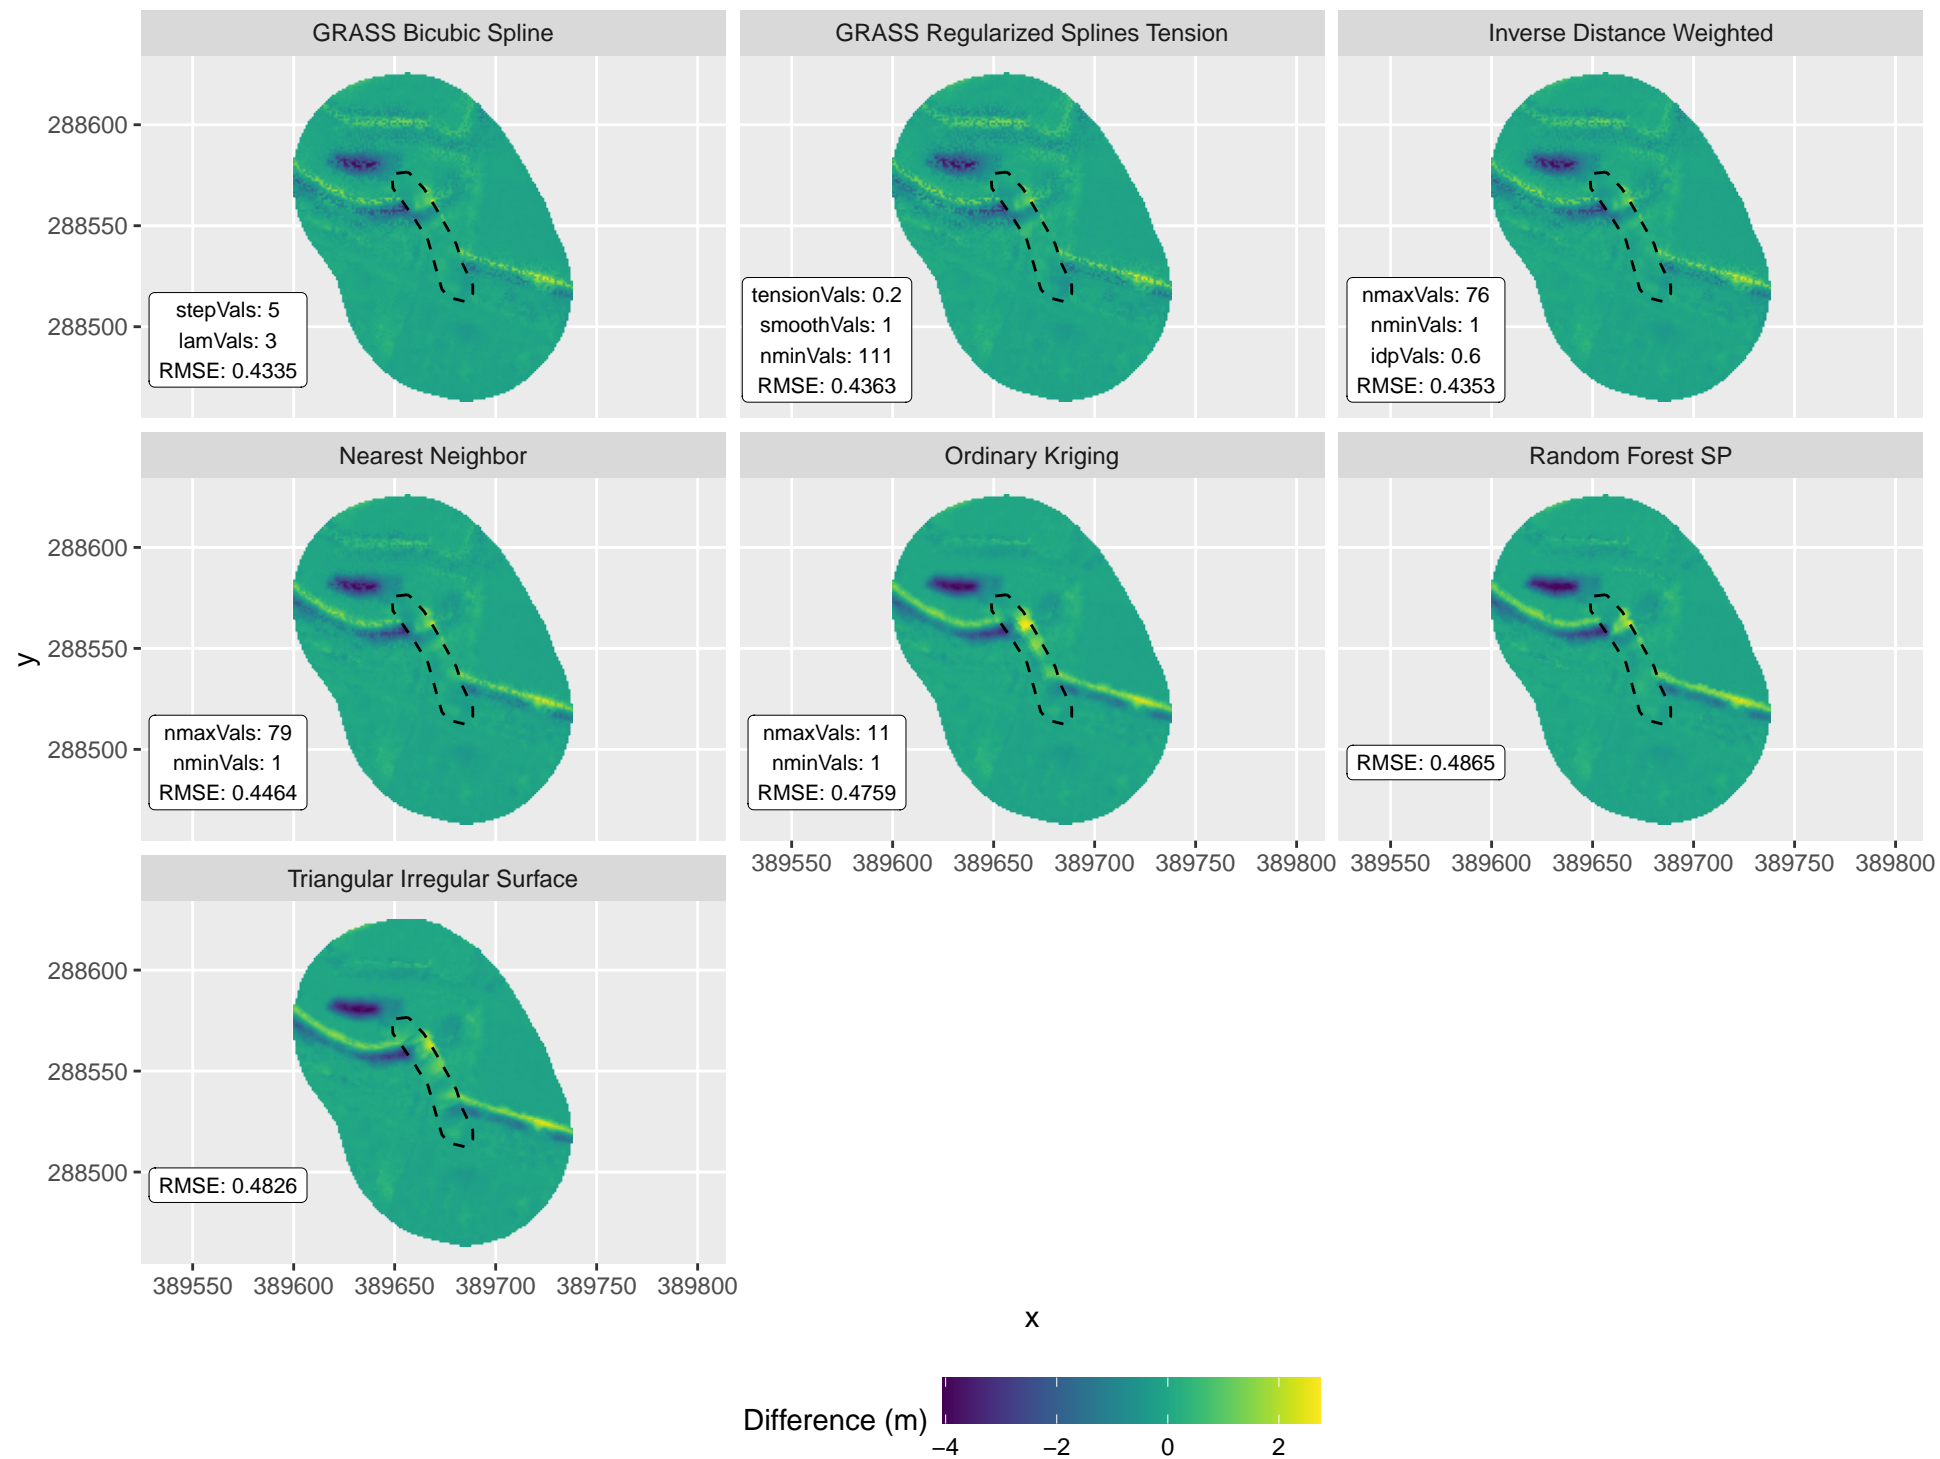 GRASS Bicubic Spline
GRASS Regularized Splines Tension
Inverse Distance Weighted
288600
288550
288500
stepVals: 5
lamVals: 3
RMSE: 0.4335
tensionVals: 0.2
smoothVals: 1
nminVals: 111
RMSE: 0.4363
nmaxVals: 76
nminVals: 1
idpVals: 0.6
RMSE: 0.4353
Nearest Neighbor
Ordinary Kriging
Random Forest SP
y
288600
288550
288500
nmaxVals: 79
nminVals: 1
RMSE: 0.4464
nmaxVals: 11
nminVals: 1
RMSE: 0.4759
RMSE: 0.4865
389550 389600 389650 389700 389750 389800
389550 389600 389650 389700 389750 389800
Triangular Irregular Surface
288600
288550
288500
RMSE: 0.4826
389550 389600 389650 389700 389750 389800
x
Difference (m)
−4 −2 0 2